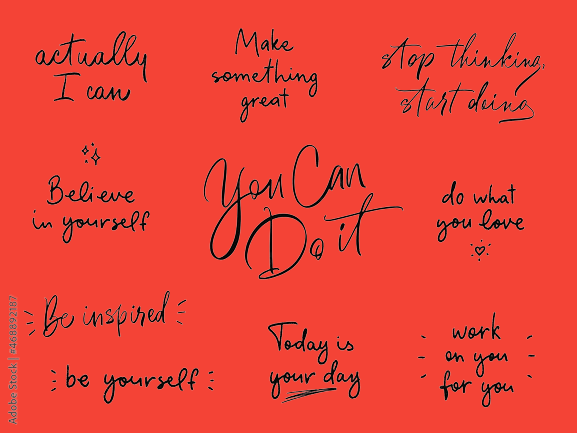 actually
I can
Make
something
great
stop thinking,
start doing
Believe
in yourself
You Can
Do it
do what
you love
Be inspired
be yourself
Today is
your day
work
on you
for you
Adobe Stock | #468892187